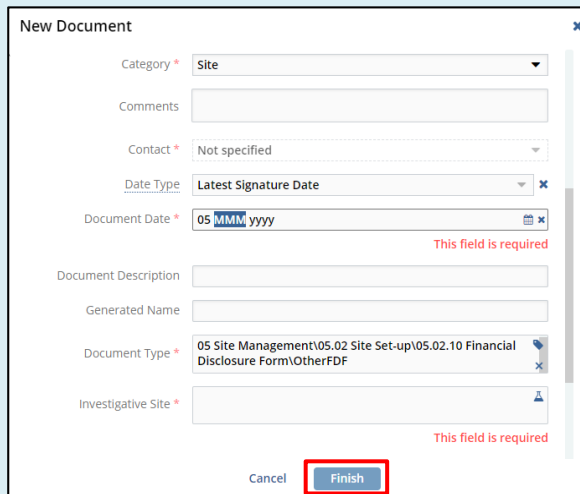 New Document
Category * Site
Comments
Contact * Not specified
Date Type Latest Signature Date
Document Date * 05 MMM yyyy
This field is required
Document Description
Generated Name
Document Type * 05 Site Management\05.02 Site Set-up\05.02.10 Financial
Disclosure Form\OtherFDF
Investigative Site *
This field is required
Cancel Finish